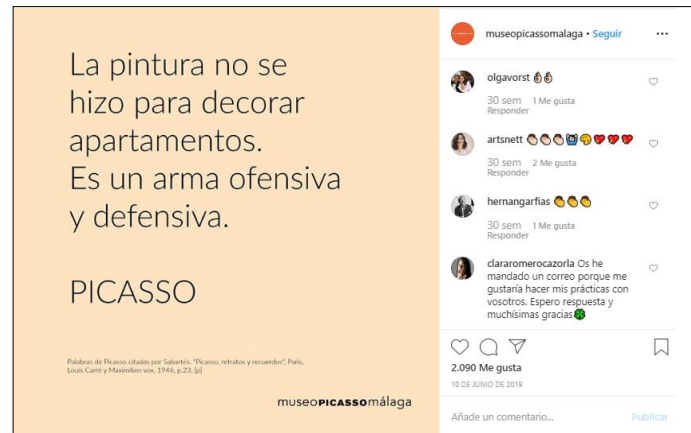 La pintura no se
hizo para decorar
apartamentos.
Es un arma ofensiva
y defensiva.
PICASSO
Palabras de Picasso citadas por Sabartés. "Picasso, retratos y recuerdos", París,
Louis Carré y Maximilien vox, 1946, p.23, [p]
museoPICASSOmálaga
museopicassomalaga • Seguir
olgavorst 👌🏻👌🏻
30 sem 1 Me gusta
Responder
artsnett
30 sem 2 Me gusta
Responder
hernangarfias 👏👏👏
30 sem 1 Me gusta
Responder
clararomerocazorla Os he
mandado un correo porque me
gustaría hacer mis prácticas con
vosotros. Espero respuesta y
muchísimas gracias🍀
2.090 Me gusta
10 DE JUNIO DE 2019
Añade un comentario... Publicar